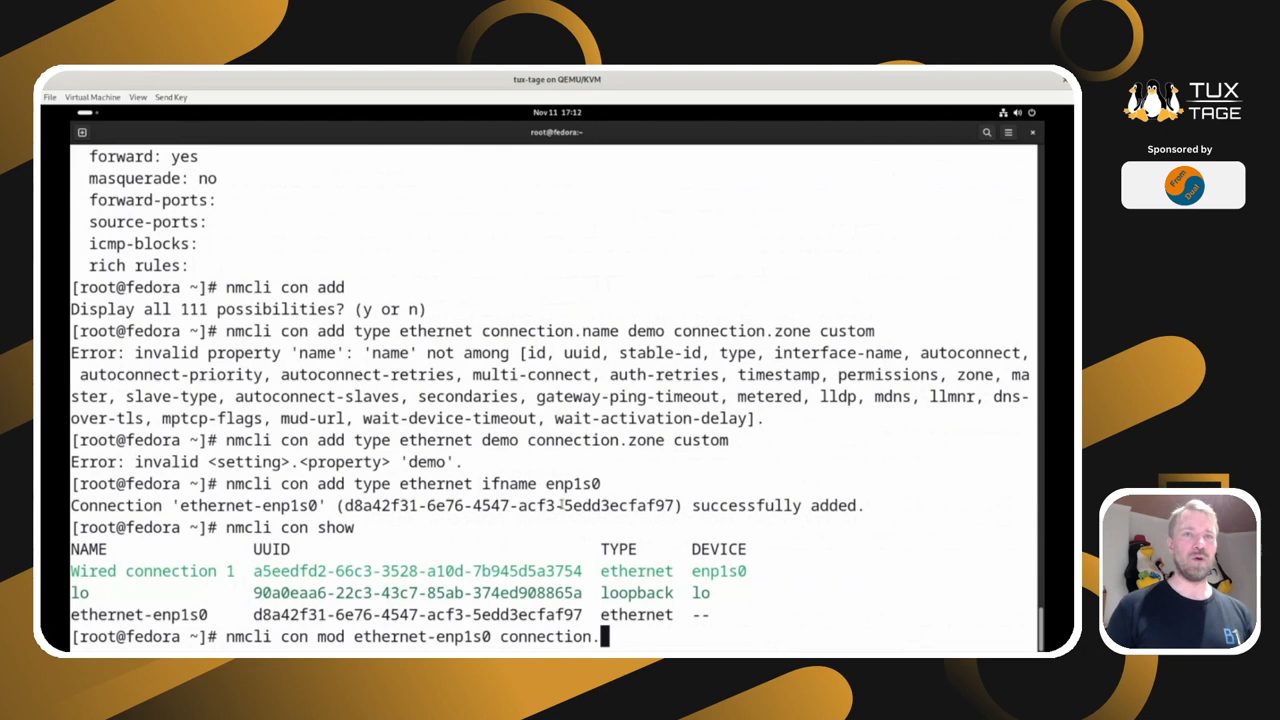 tux-tage on QEMU/KVM
File Virtual Machine View Send Key
Nov 11 17:12
root@fedora:~
forward: yes
masquerade: no
forward-ports:
source-ports:
icmp-blocks:
rich rules:
[root@fedora ~]# nmcli con add
Display all 111 possibilities? (y or n)
[root@fedora ~]# nmcli con add type ethernet connection.name demo connection.zone custom
Error: invalid property 'name': 'name' not among [id, uuid, stable-id, type, interface-name, autoconnect,
autoconnect-priority, autoconnect-retries, multi-connect, auth-retries, timestamp, permissions, zone, ma
ster, slave-type, autoconnect-slaves, secondaries, gateway-ping-timeout, metered, lldp, mdns, llmnr, dns-
over-tls, mptcp-flags, mud-url, wait-device-timeout, wait-activation-delay].
[root@fedora ~]# nmcli con add type ethernet demo connection.zone custom
Error: invalid <setting>.<property> 'demo'.
[root@fedora ~]# nmcli con add type ethernet ifname enp1s0
Connection 'ethernet-enp1s0' (d8a42f31-6e76-4547-acf3-5edd3ecfaf97) successfully added.
[root@fedora ~]# nmcli con show
NAME UUID TYPE DEVICE
Wired connection 1 a5eedfd2-66c3-3528-a10d-7b945d5a3754 ethernet enp1s0
lo 90a0eaa6-22c3-43c7-85ab-374ed908865a loopback lo
ethernet-enp1s0 d8a42f31-6e76-4547-acf3-5edd3ecfaf97 ethernet --
[root@fedora ~]# nmcli con mod ethernet-enp1s0 connection.
TUX
TAGE
Sponsored by
From
Dual
B1